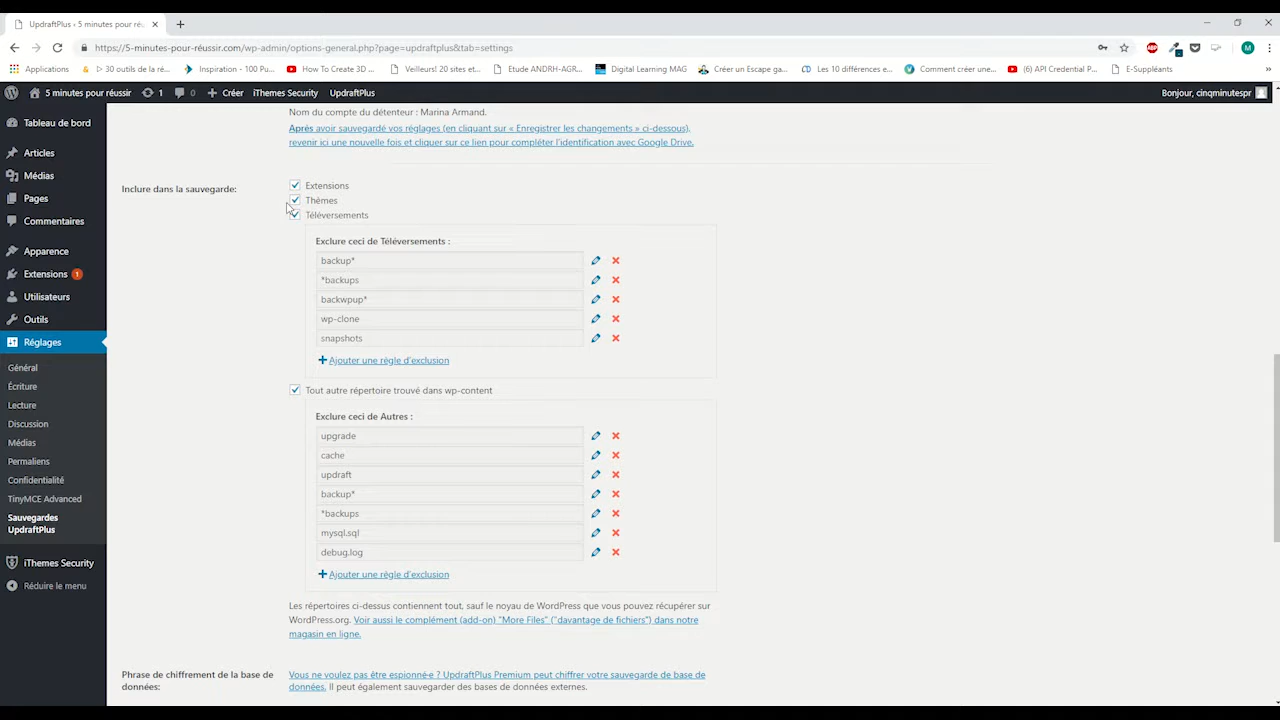 UpdraftPlus ‹ 5 minutes pour réu
https://5-minutes-pour-réussir.com/wp-admin/options-general.php?page=updraftplus&tab=settings
M
Applications
▷ 30 outils de la ré...
Inspiration - 100 Pu...
How To Create 3D ...
Veilleurs! 20 sites et...
Etude ANDRH-AGR...
Digital Learning MAG
Créer un Escape ga...
Les 10 différences e...
Comment créer une...
(6) API Credential P...
E-Suppléants
»
5 minutes pour réussir
1
0
Créer
iThemes Security
UpdraftPlus
Bonjour, cinqminutespr
Tableau de bord
Articles
Médias
Pages
Commentaires
Apparence
Extensions 1
Utilisateurs
Outils
Réglages
Général
Écriture
Lecture
Discussion
Médias
Permaliens
Confidentialité
TinyMCE Advanced
Sauvegardes
UpdraftPlus
iThemes Security
Réduire le menu
Nom du compte du détenteur : Marina Armand.
Après avoir sauvegardé vos réglages (en cliquant sur « Enregistrer les changements » ci-dessous),
revenir ici une nouvelle fois et cliquer sur ce lien pour compléter l'identification avec Google Drive.
Inclure dans la sauvegarde:
Extensions
Thèmes
Téléversements
Exclure ceci de Téléversements :
backup*
*backups
backwpup*
wp-clone
snapshots
Ajouter une règle d'exclusion
Tout autre répertoire trouvé dans wp-content
Exclure ceci de Autres :
upgrade
cache
updraft
backup*
*backups
mysql.sql
debug.log
Ajouter une règle d'exclusion
Les répertoires ci-dessus contiennent tout, sauf le noyau de WordPress que vous pouvez récupérer sur
WordPress.org. Voir aussi le complément (add-on) "More Files" ("davantage de fichiers") dans notre
magasin en ligne.
Phrase de chiffrement de la base de
données:
Vous ne voulez pas être espionné·e ? UpdraftPlus Premium peut chiffrer votre sauvegarde de base de
données. Il peut également sauvegarder des bases de données externes.